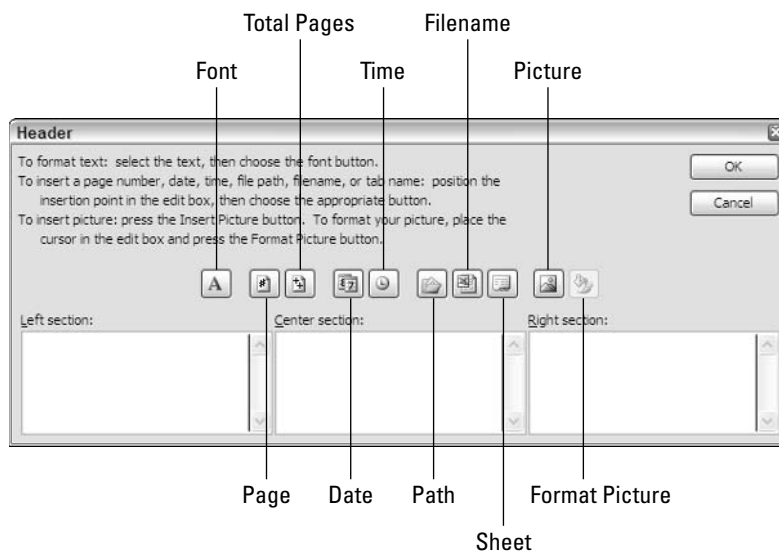 Total Pages Filename
Font Time Picture
Header
To format text: select the text, then choose the font button.
To insert a page number, date, time, file path, filename, or tab name: position the
insertion point in the edit box, then choose the appropriate button.
To insert picture: press the Insert Picture button. To format your picture, place the
cursor in the edit box and press the Format Picture button.
OK
Cancel
A
Left section: Center section: Right section:
Page Date Path Format Picture
Sheet